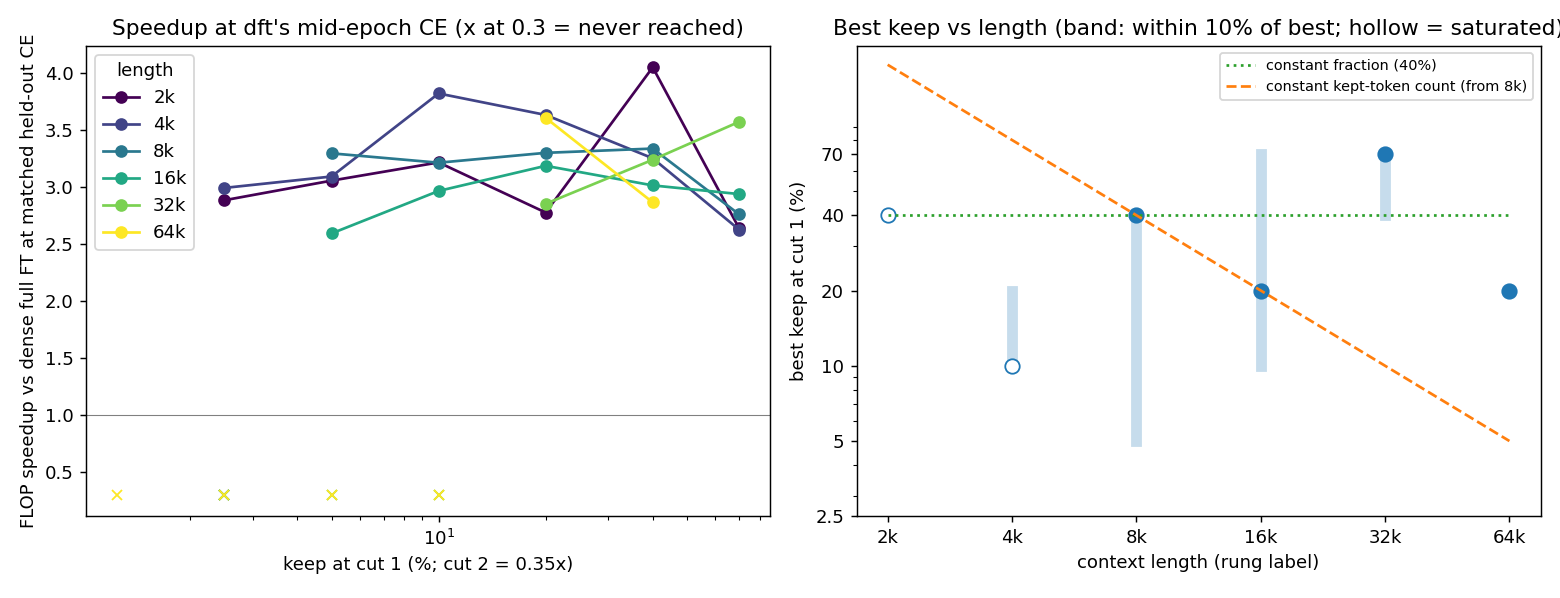 Speedup at dft's mid-epoch CE (x at 0.3 = never reached)
FLOP speedup vs dense full FT at matched held-out CE
4.0
3.5
3.0
2.5
2.0
1.5
1.0
0.5
length
2k
4k
8k
16k
32k
64k
10¹
keep at cut 1 (%; cut 2 = 0.35x)
Best keep vs length (band: within 10% of best; hollow = saturated)
best keep at cut 1 (%)
70
40
20
10
5
2.5
constant fraction (40%)
constant kept-token count (from 8k)
2k
4k
8k
16k
32k
64k
context length (rung label)